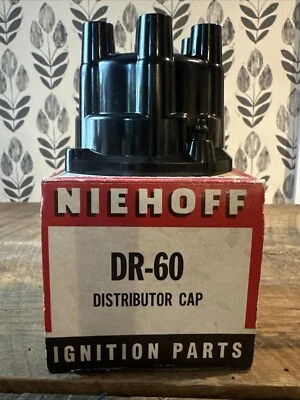 NIEHOFF
DR-60
DISTRIBUTOR CAP
IGNITION PARTS